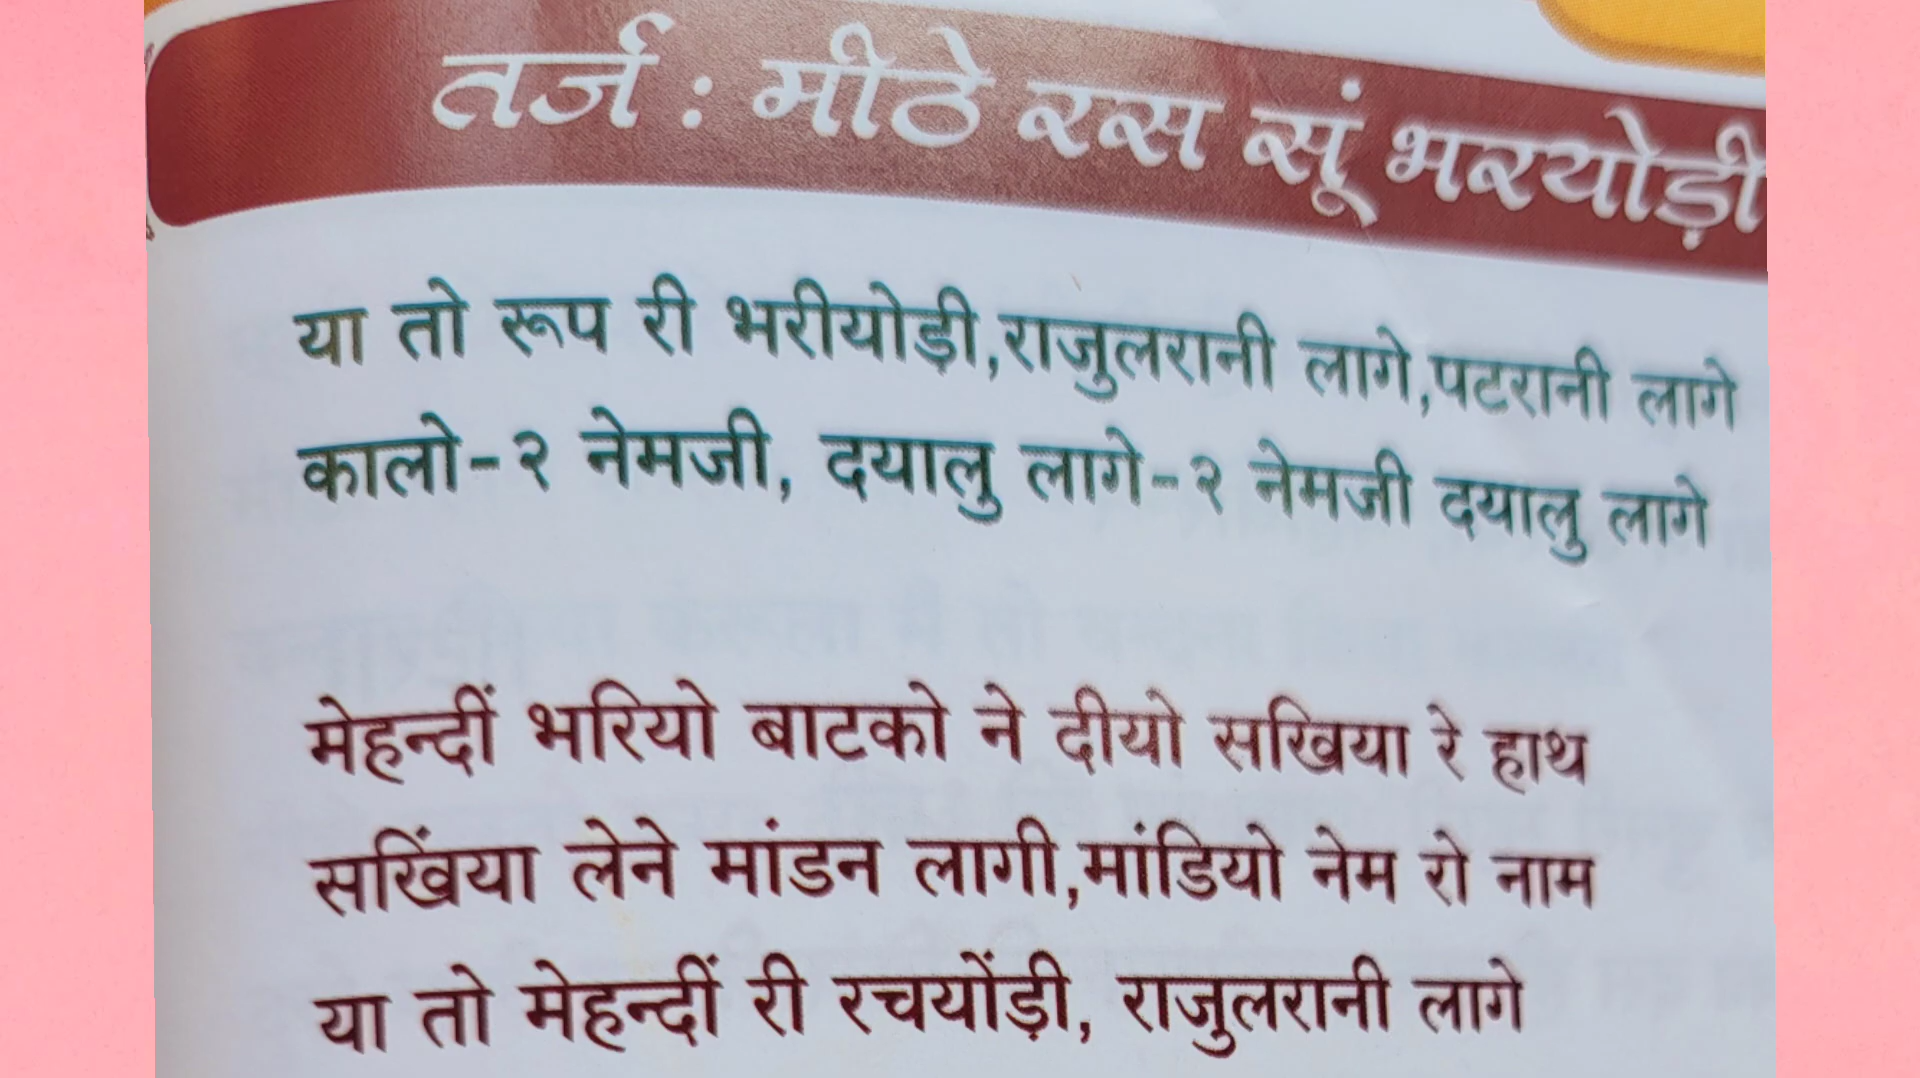 तर्ज : मीठे रस सूं भरयोड़ी
या तो रूप री भरीयोड़ी,राजुलरानी लागे,पटरानी लागे
कालो-२ नेमजी, दयालु लागे-२ नेमजी दयालु लागे
मेहन्दीं भरियो बाटको ने दीयो सखिया रे हाथ
सखिंया लेने मांडन लागी,मांडियो नेम रो नाम
या तो मेहन्दीं री रचयोंड़ी, राजुलरानी लागे